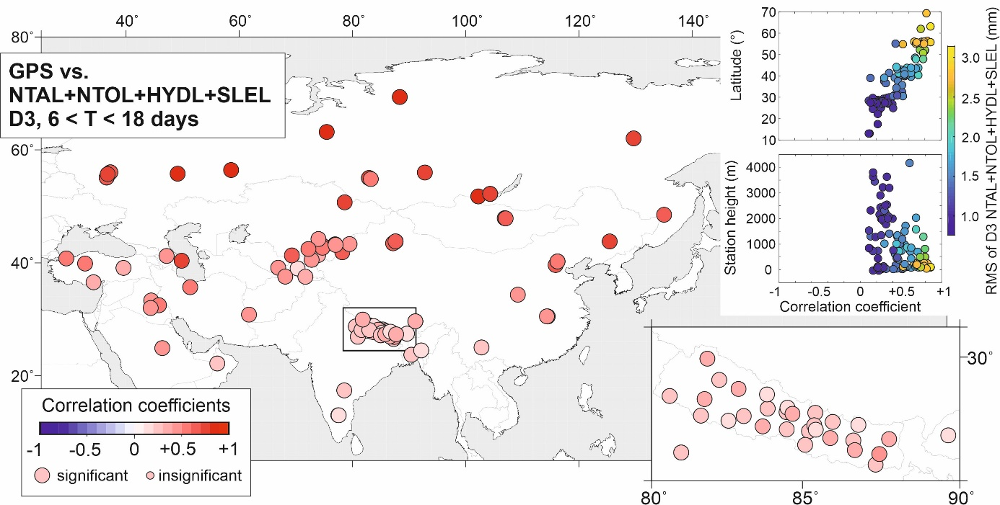 40° 60° 80° 100° 120° 140°
80°
60°
40°
20°
GPS vs.
NTAL+NTOL+HYDL+SLEL
D3, 6 < T < 18 days
Correlation coefficients
-1 -0.5 0 +0.5 +1
significant insignificant
Latitude (°)
70
60
50
40
30
20
10
Station height (m)
4000
3000
2000
1000
0
-1 -0.5 0 +0.5 +1
Correlation coefficient
3.0
2.5
2.0
1.5
1.0
RMS of D3 NTAL+NTOL+HYDL+SLEL (mm)
30°
80° 85° 90°